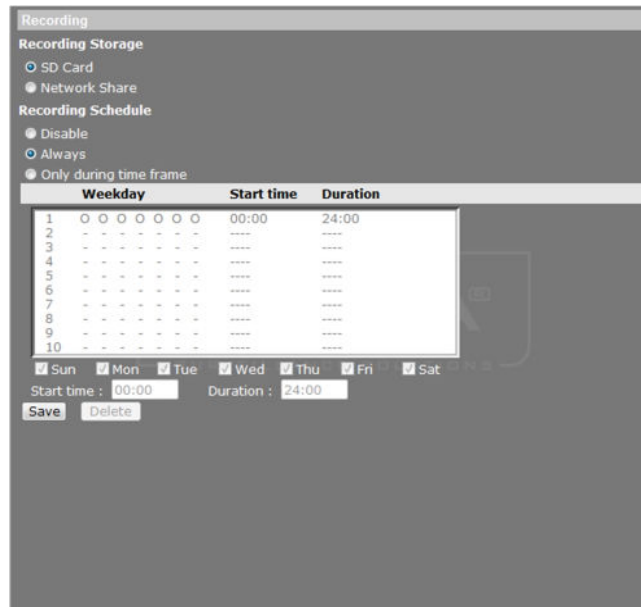 Recording
Recording Storage
SD Card
Network Share
Recording Schedule
Disable
Always
Only during time frame
Weekday Start time Duration
1 O O O O O O O 00:00 24:00
2 - - - - - - - ---- ----
3 - - - - - - - ---- ----
4 - - - - - - - ---- ----
5 - - - - - - - ---- ----
6 - - - - - - - ---- ----
7 - - - - - - - ---- ----
8 - - - - - - - ---- ----
9 - - - - - - - ---- ----
10 - - - - - - - ---- ----
Sun Mon Tue Wed Thu Fri Sat
Start time : 00:00 Duration : 24:00
Save Delete